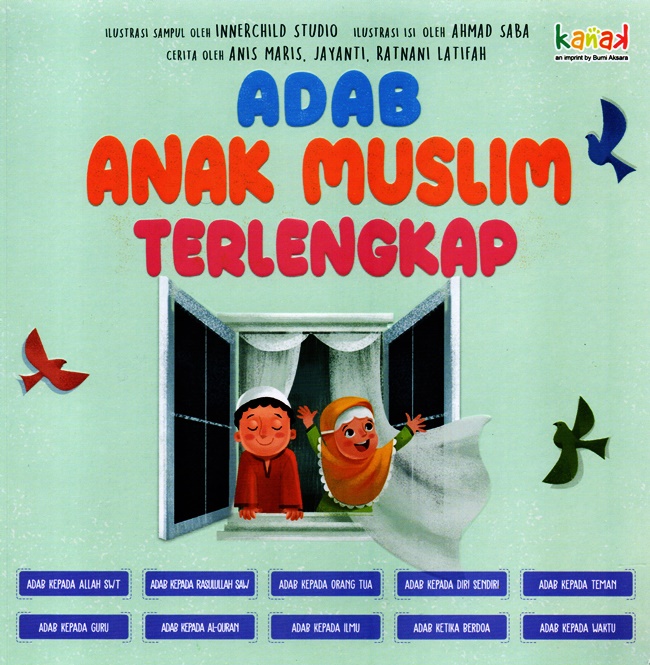 ILUSTRASI SAMPUL OLEH INNERCHILD STUDIO ILUSTRASI ISI OLEH AHMAD SABA
CERITA OLEH ANIS MARIS, JAYANTI, RATNANI LATIFAH
kanak
an imprint by Bumi Aksara
ADAB
ANAK MUSLIM
TERLENGKAP
ADAB KEPADA ALLAH SWT
ADAB KEPADA RASULULLAH SAW
ADAB KEPADA ORANG TUA
ADAB KEPADA DIRI SENDIRI
ADAB KEPADA TEMAN
ADAB KEPADA GURU
ADAB KEPADA AL-QURAN
ADAB KEPADA ILMU
ADAB KETIKA BERDOA
ADAB KEPADA WAKTU